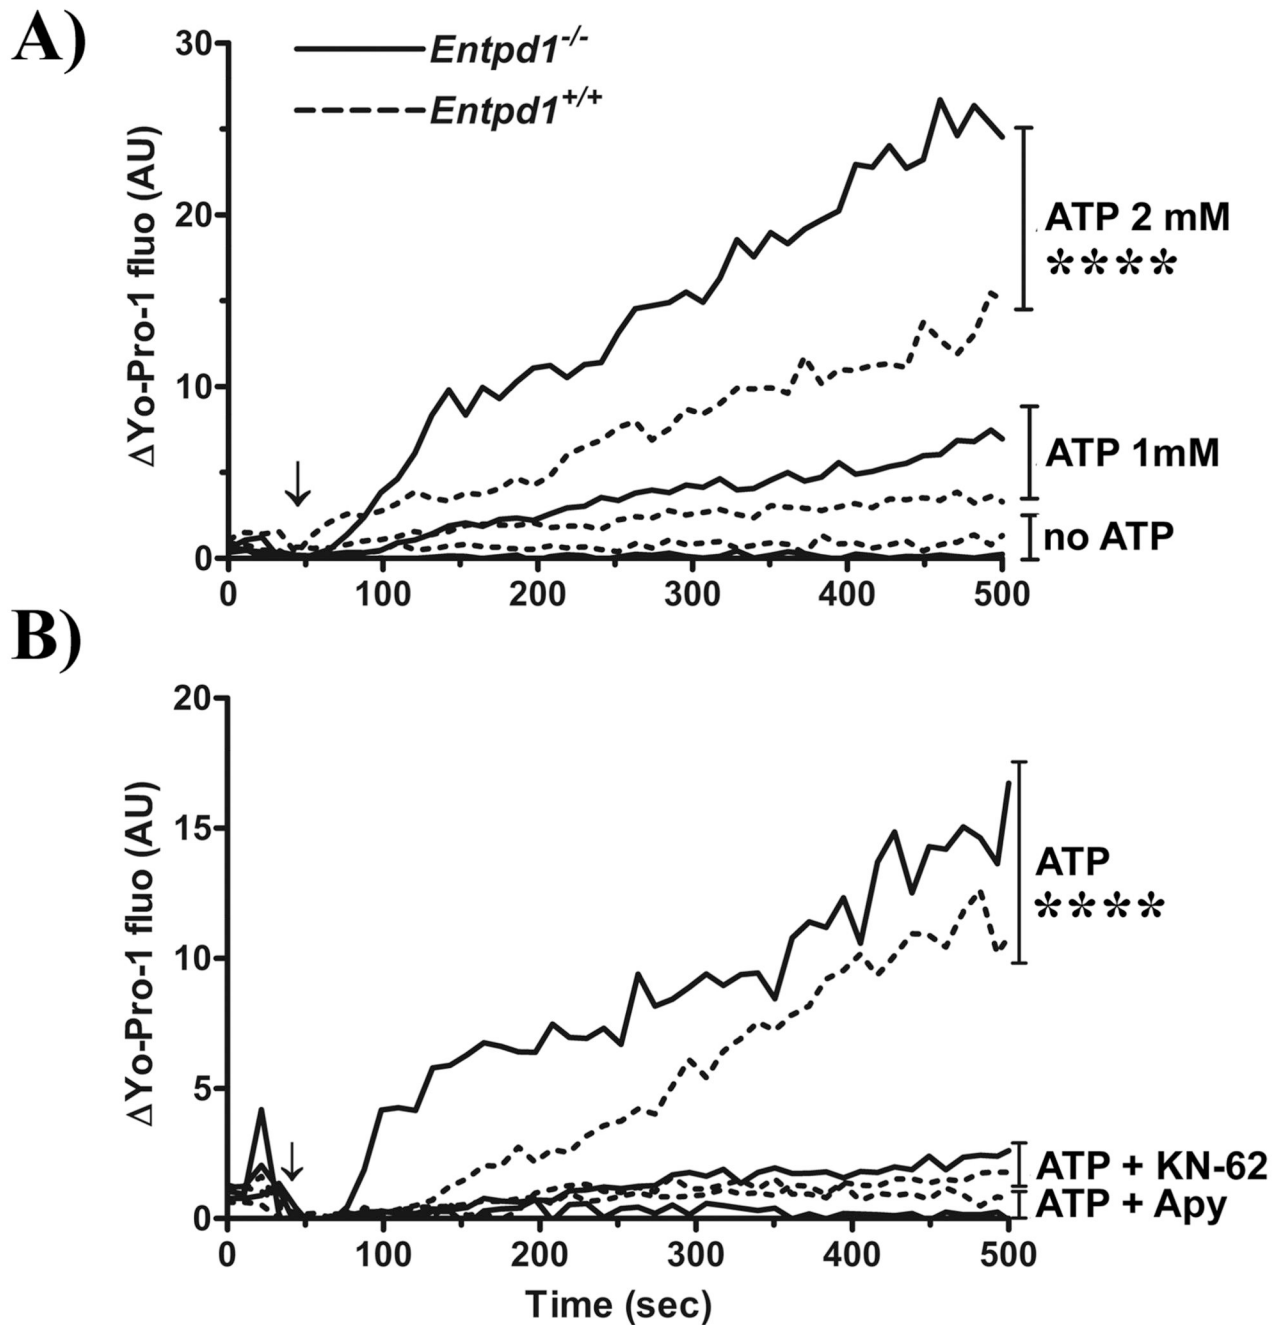 A)
ΔYo-Pro-1 fluo (AU)
30
20
10
0
Entpd1-/-
Entpd1+/+
ATP 2 mM
****
ATP 1mM
no ATP
0 100 200 300 400 500
B)
ΔYo-Pro-1 fluo (AU)
20
15
10
5
0
ATP
****
ATP + KN-62
ATP + Apy
0 100 200 300 400 500
Time (sec)